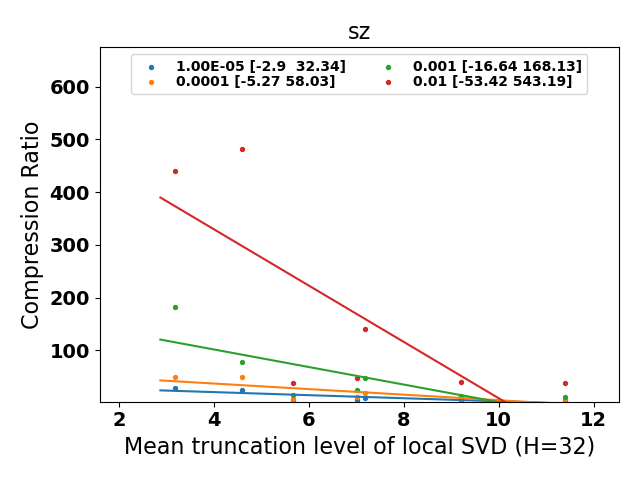 sz
1.00E-05 [-2.9  32.34]
0.0001 [-5.27 58.03]
0.001 [-16.64 168.13]
0.01 [-53.42 543.19]
Compression Ratio
600
500
400
300
200
100
2 4 6 8 10 12
Mean truncation level of local SVD (H=32)